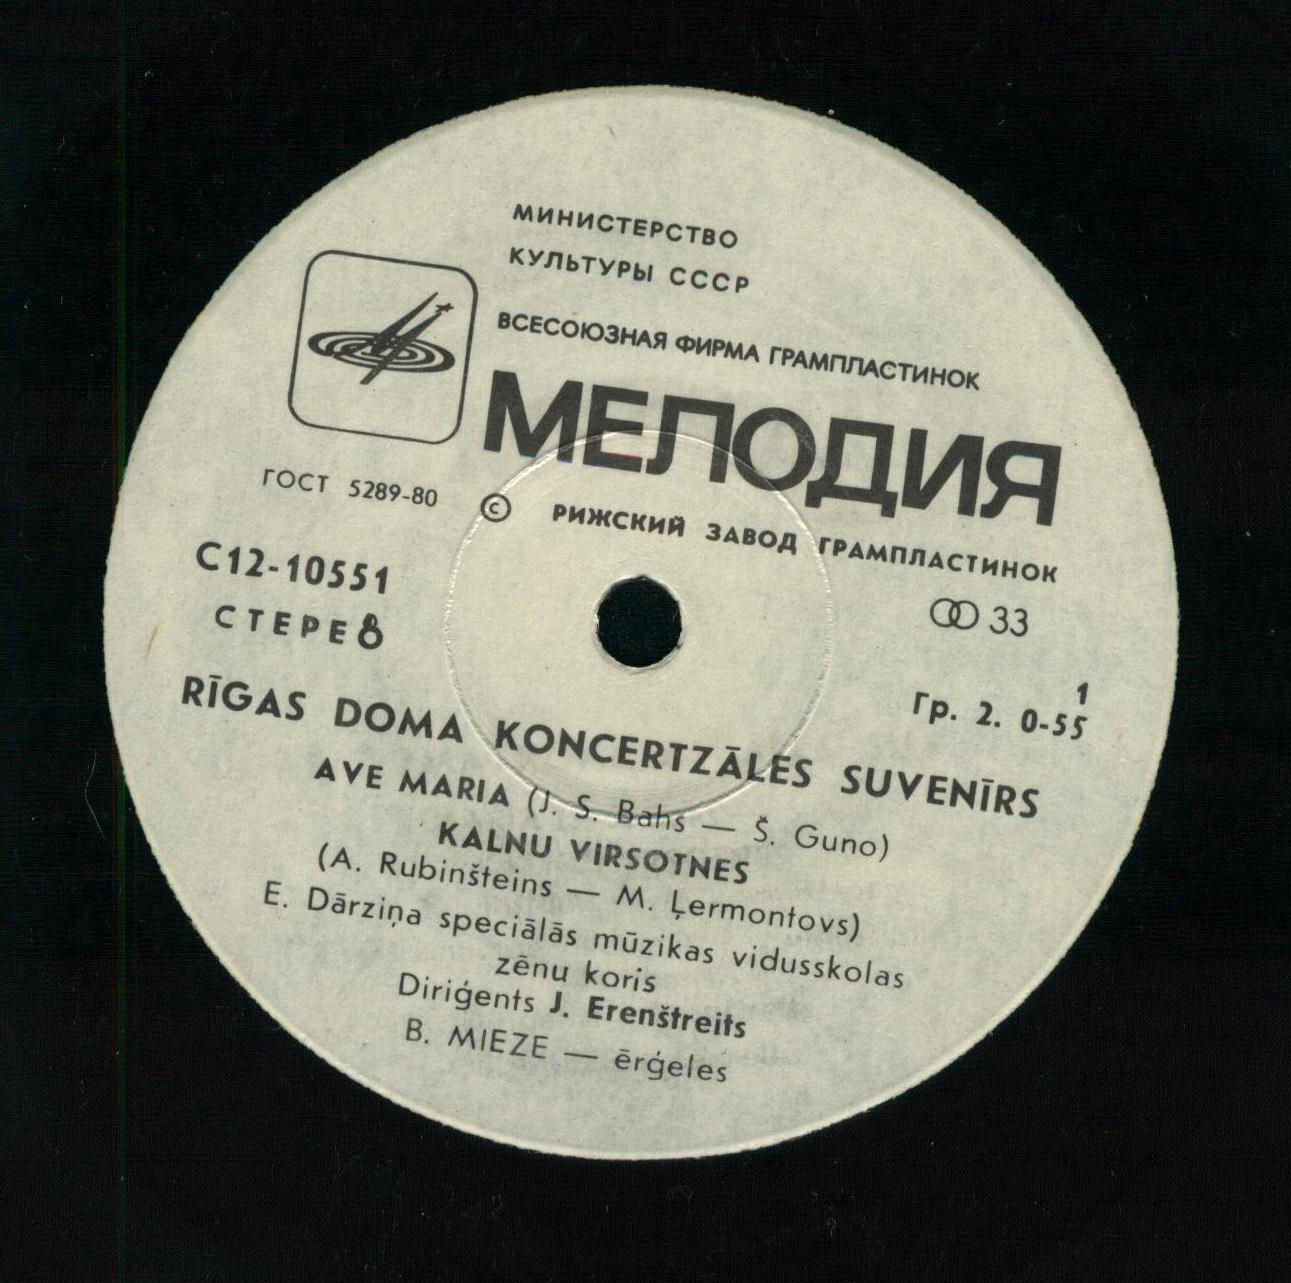 МИНИСТЕРСТВО
КУЛЬТУРЫ СССР
ВСЕСОЮЗНАЯ ФИРМА ГРАМПЛАСТИНОК
МЕЛОДИЯ
ГОСТ 5289-80
© РИЖСКИЙ ЗАВОД ГРАМПЛАСТИНОК
С12-10551
33
СТЕРЕО
1
Гр. 2. 0-55
RĪGAS DOMA KONCERTZĀLES SUVENĪRS
AVE MARIA (J. S. Bahs — Š. Guno)
KALNU VIRSOTNES
(A. Rubinšteins — M. Ļermontovs)
E. Dārziņa speciālās mūzikas vidusskolas
zēnu koris
Diriģents J. Erenštreits
B. MIEZE — ērģeles